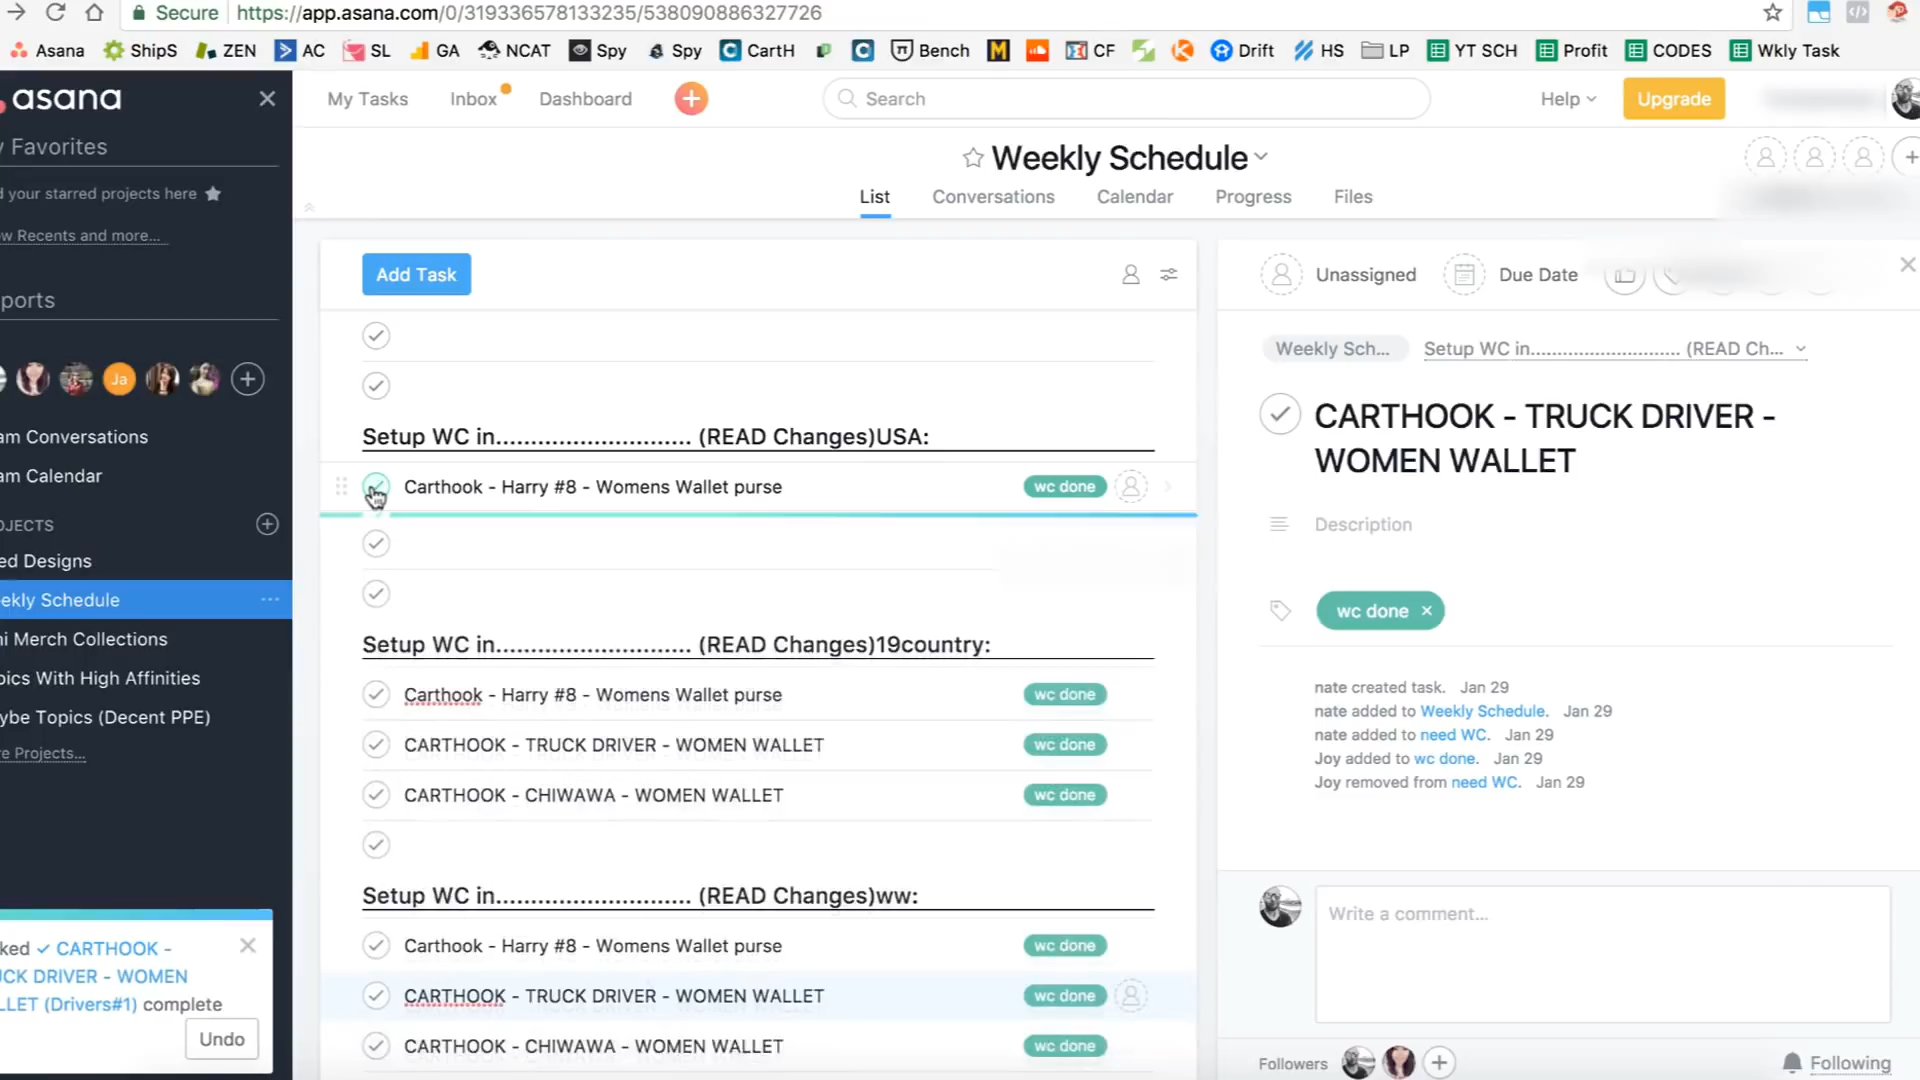 Secure https://app.asana.com/0/319336578133235/538090886327726
Asana ShipS ZEN AC SL GA NCAT Spy Spy CartH Bench CF Drift HS LP YT SCH Profit CODES Wkly Task
asana
My Tasks Inbox Dashboard Search Help Upgrade
y Favorites
d your starred projects here
ow Recents and more...
ports
Ja
am Conversations
am Calendar
OJECTS
ed Designs
ekly Schedule
ni Merch Collections
pics With High Affinities
ybe Topics (Decent PPE)
re Projects...
ked ✓ CARTHOOK -
UCK DRIVER - WOMEN
LLET (Drivers#1) complete
Undo
Weekly Schedule
List Conversations Calendar Progress Files
Add Task
Setup WC in............................ (READ Changes)USA:
Carthook - Harry #8 - Womens Wallet purse wc done
Setup WC in............................ (READ Changes)19country:
Carthook - Harry #8 - Womens Wallet purse wc done
CARTHOOK - TRUCK DRIVER - WOMEN WALLET wc done
CARTHOOK - CHIWAWA - WOMEN WALLET wc done
Setup WC in............................ (READ Changes)ww:
Carthook - Harry #8 - Womens Wallet purse wc done
CARTHOOK - TRUCK DRIVER - WOMEN WALLET wc done
CARTHOOK - CHIWAWA - WOMEN WALLET wc done
Unassigned Due Date
Weekly Sch... Setup WC in............................ (READ Ch...
CARTHOOK - TRUCK DRIVER -
WOMEN WALLET
Description
wc done ×
nate created task. Jan 29
nate added to Weekly Schedule. Jan 29
nate added to need WC. Jan 29
Joy added to wc done. Jan 29
Joy removed from need WC. Jan 29
Write a comment...
Followers Following